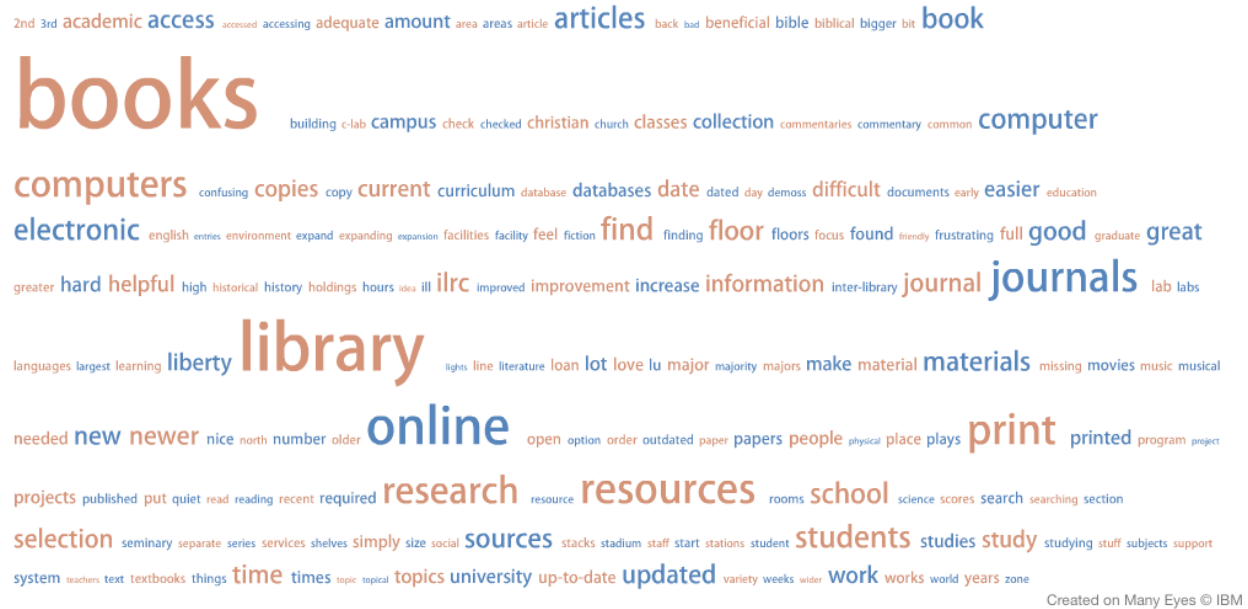 2nd 3rd academic access accessed accessing adequate amount area areas article articles back bad beneficial bible biblical bigger bit book
books building c-lab campus check checked christian church classes collection commentaries commentary common computer
computers confusing copies copy current curriculum database databases date dated day demoss difficult documents early easier education
electronic english entries environment expand expanding expansion facilities facility feel fiction find finding floor floors focus found friendly frustrating full good graduate great
greater hard helpful high historical history holdings hours idea ill ilrc improved improvement increase information inter-library journal journals lab labs
languages largest learning liberty library lights line literature loan lot love lu major majority majors make material materials missing movies music musical
needed new newer nice north number older online open option order outdated paper papers people physical place plays print printed program project
projects published put quiet read reading recent required research resource resources rooms school science scores search searching section
selection seminary separate series services shelves simply size social sources stacks stadium staff start stations student students studies study studying stuff subjects support
system teachers text textbooks things time times topic topical topics university up-to-date updated variety weeks wider work works world years zone
Created on Many Eyes © IBM